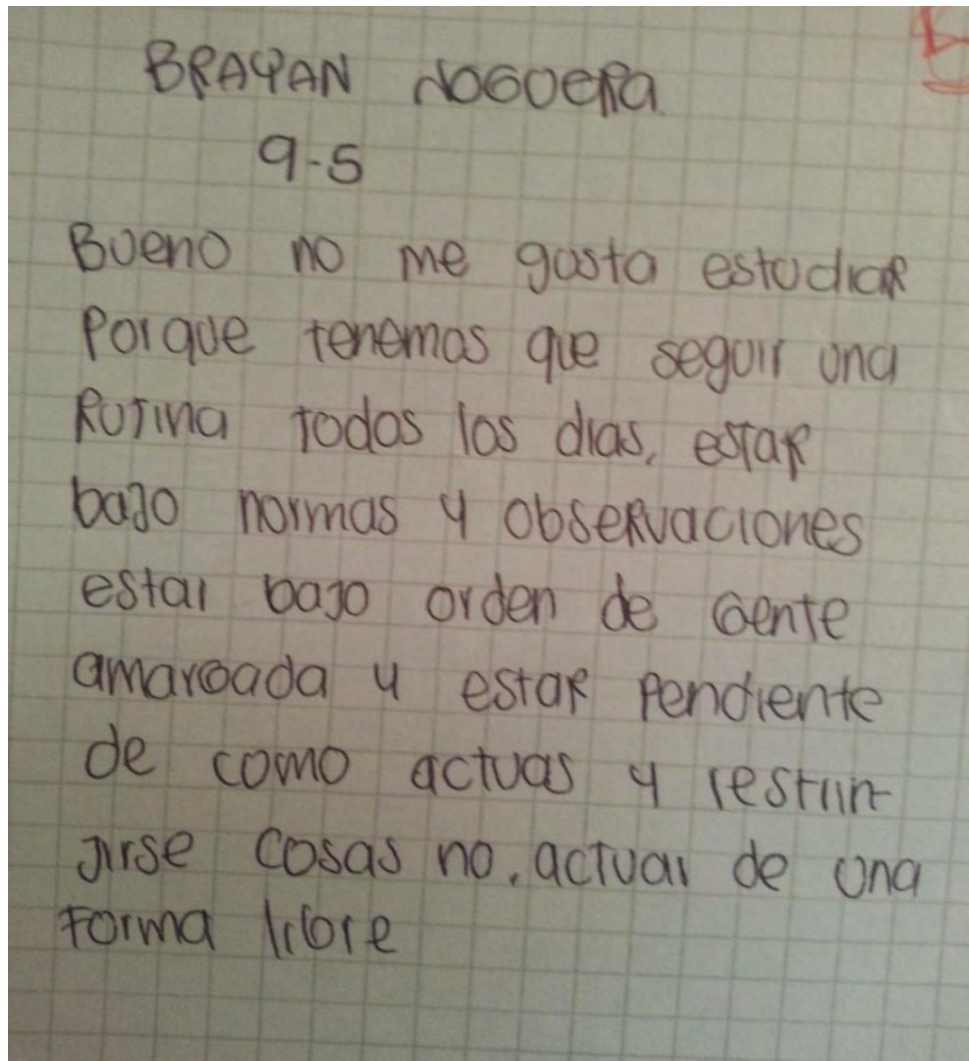 BRAYAN NOGUERA
9-5
Bueno no me gusta estudiar
Porque tenemos que seguir una
Rutina todos los dias, estar
bajo normas y observaciones
estar bajo orden de Gente
amargada y estar pendiente
de como actuas y restrin-
jirse cosas no, actuar de una
forma libre